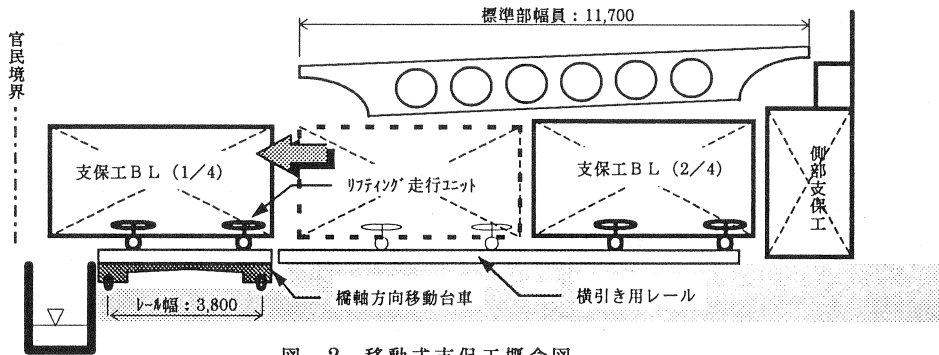 標準部幅員：11,700
官民境界
支保工BL（1/4）
リフティング走行ユニット
支保工BL（2/4）
側部支保工
レール幅：3,800
橋軸方向移動台車
横引き用レール
図－2 移動式支保工概念図